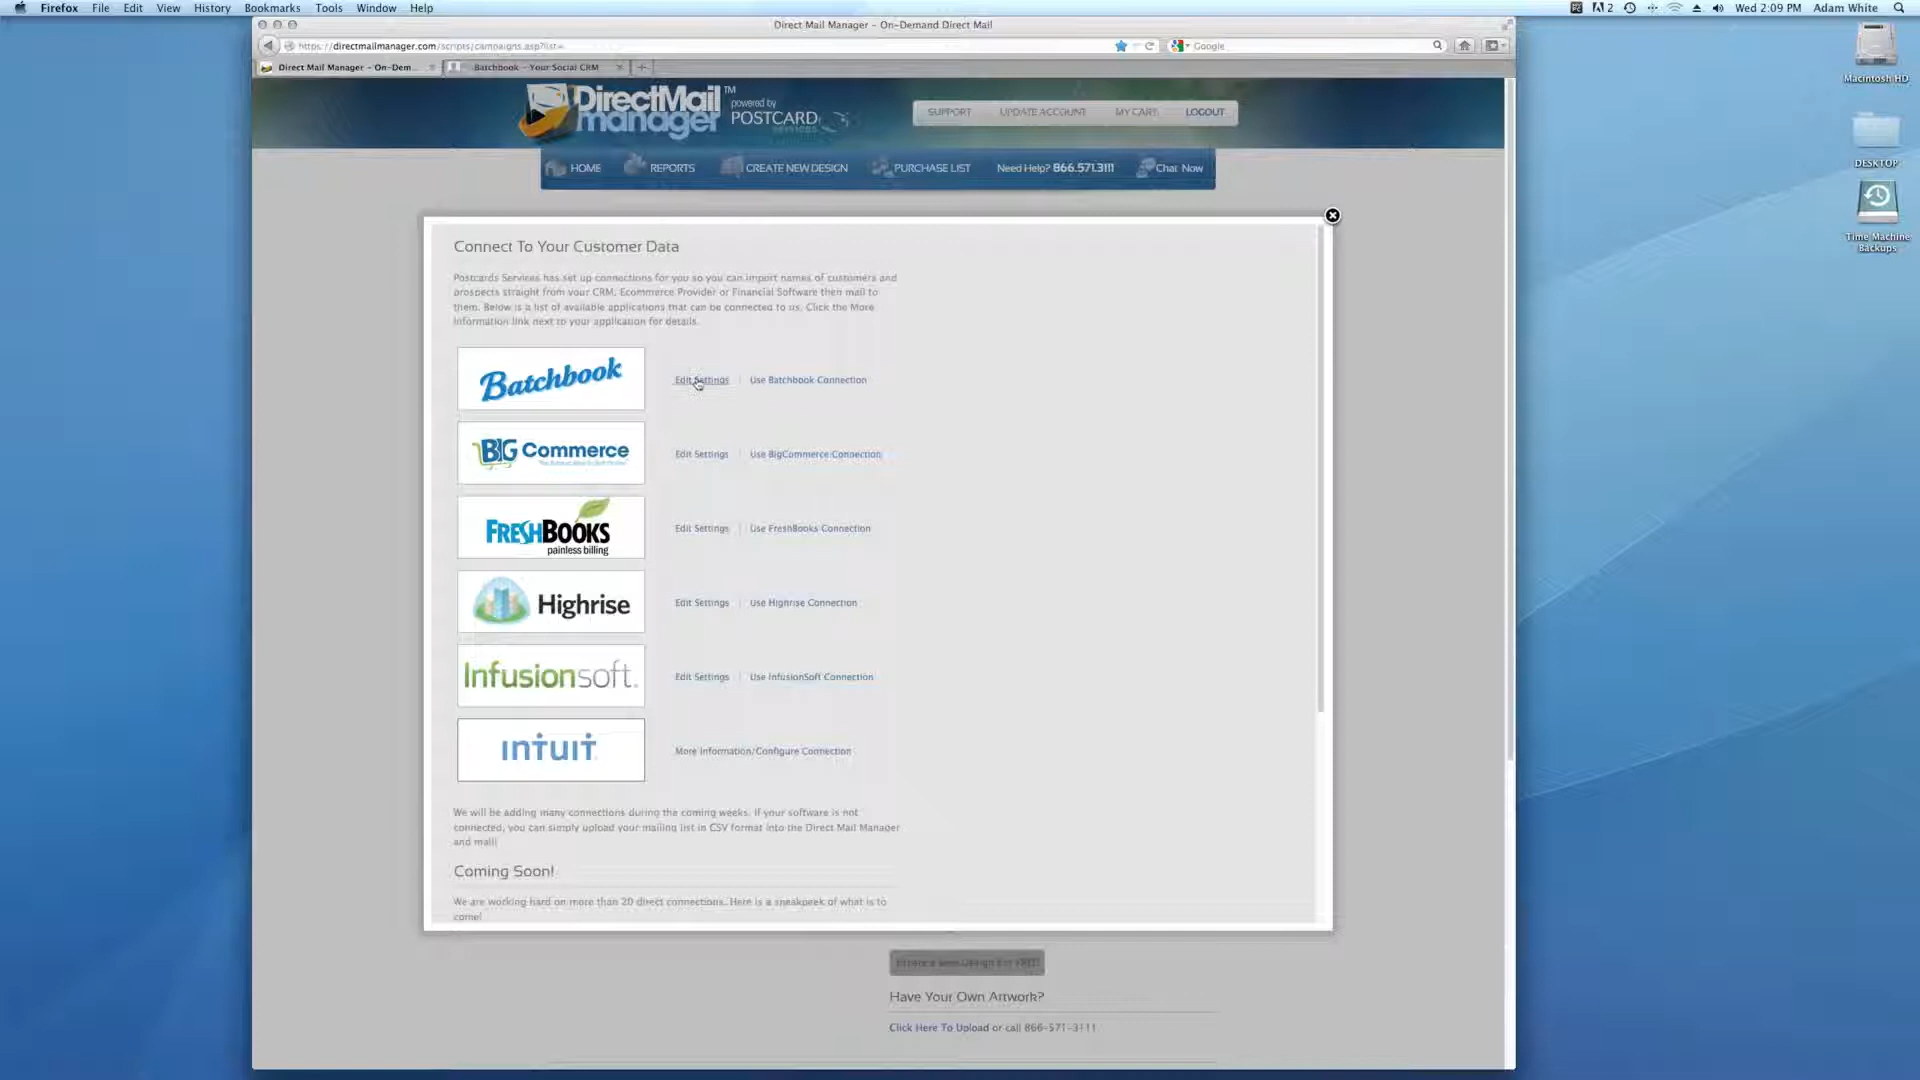 Firefox File Edit View History Bookmarks Tools Window Help
2 Wed 2:09 PM Adam White
Direct Mail Manager – On-Demand Direct Mail
https://directmailmanager.com/scripts/campaigns.asp?list=
Google
Direct Mail Manager – On-Dem...
Batchbook – Your Social CRM
Macintosh HD
DESKTOP
Time Machine
Backups
DirectMail™
manager
powered by
POSTCARD
SERVICES
SUPPORT UPDATE ACCOUNT MY CART LOGOUT
HOME REPORTS CREATE NEW DESIGN PURCHASE LIST Need Help? 866.571.3111 Chat Now
Connect To Your Customer Data
Postcards Services has set up connections for you so you can import names of customers and
prospects straight from your CRM, Ecommerce Provider or Financial Software then mail to
them. Below is a list of available applications that can be connected to us. Click the More
Information link next to your application for details.
Batchbook
Edit Settings | Use Batchbook Connection
BIG Commerce
Edit Settings | Use BigCommerce Connection
FRESHBOOKS
painless billing
Edit Settings | Use FreshBooks Connection
Highrise
Edit Settings | Use Highrise Connection
Infusionsoft.
Edit Settings | Use InfusionSoft Connection
intuit
More Information/Configure Connection
We will be adding many connections during the coming weeks. If your software is not
connected, you can simply upload your mailing list in CSV format into the Direct Mail Manager
and mail!
Coming Soon!
We are working hard on more than 20 direct connections. Here is a sneakpeek of what is to
come!
Have Your Own Artwork?
Click Here To Upload or call 866-571-3111